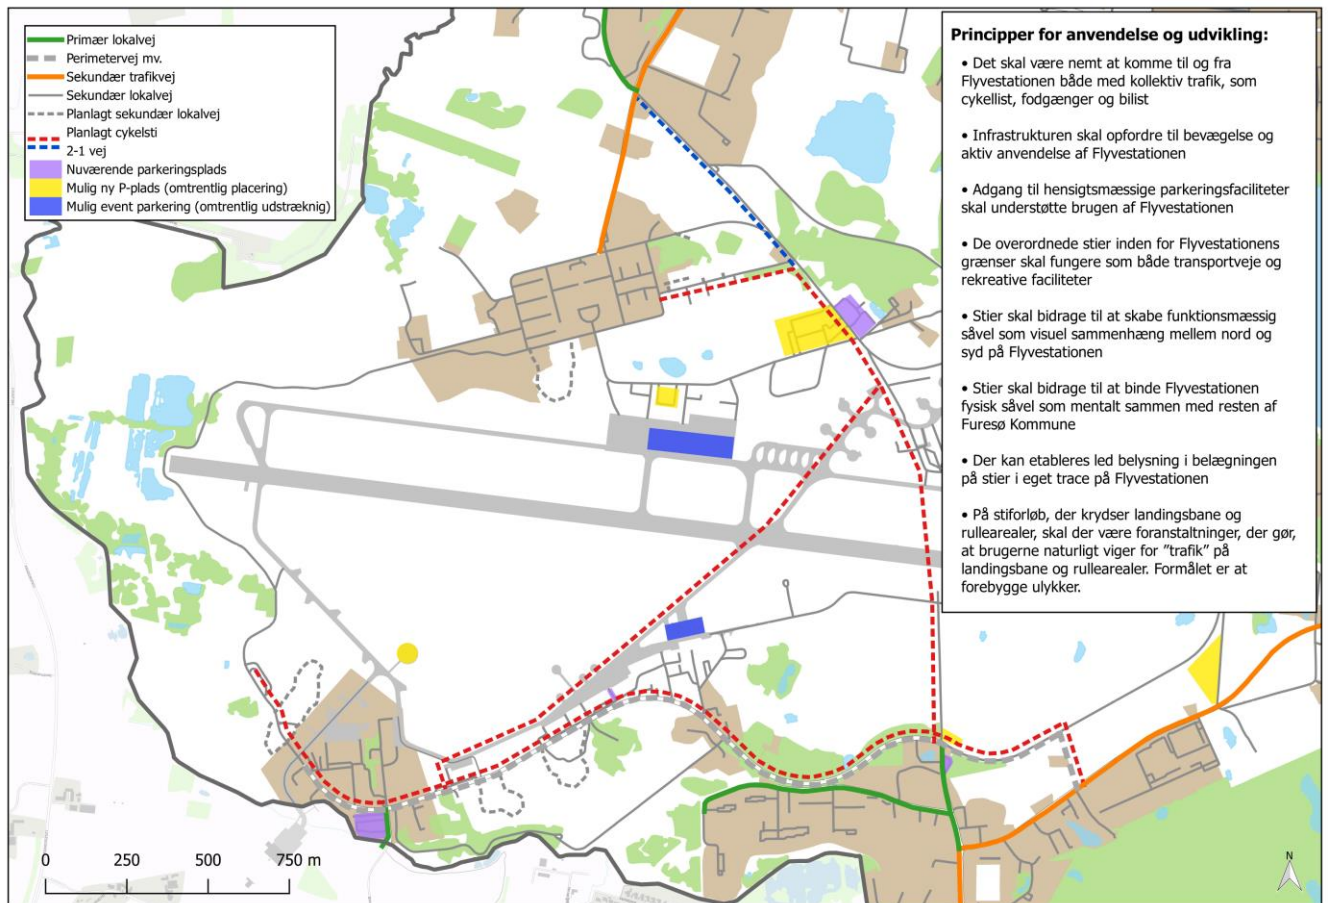 Primær lokalvej
Perimetervej mv.
Sekundær trafikvej
Sekundær lokalvej
Planlagt sekundær lokalvej
Planlagt cykelsti
2-1 vej
Nuværende parkeringsplads
Mulig ny P-plads (omtrentlig placering)
Mulig event parkering (omtrentlig udstræknig)
Principper for anvendelse og udvikling:
• Det skal være nemt at komme til og fra
Flyvestationen både med kollektiv trafik, som
cykellist, fodgænger og bilist
• Infrastrukturen skal opfordre til bevægelse og
aktiv anvendelse af Flyvestationen
• Adgang til hensigtsmæssige parkeringsfaciliteter
skal understøtte brugen af Flyvestationen
• De overordnede stier inden for Flyvestationens
grænser skal fungere som både transportveje og
rekreative faciliteter
• Stier skal bidrage til at skabe funktionsmæssig
såvel som visuel sammenhæng mellem nord og
syd på Flyvestationen
• Stier skal bidrage til at binde Flyvestationen
fysisk såvel som mentalt sammen med resten af
Furesø Kommune
• Der kan etableres led belysning i belægningen
på stier i eget trace på Flyvestationen
• På stiforløb, der krydser landingsbane og
rullearealer, skal der være foranstaltninger, der gør,
at brugerne naturligt viger for ”trafik” på
landingsbane og rullearealer. Formålet er at
forebygge ulykker.
0 250 500 750 m
N